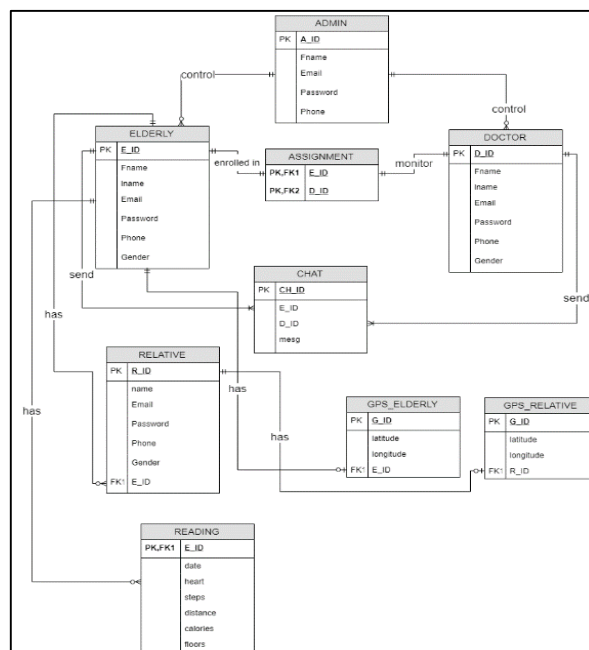 ADMIN
PK A_ID
Fname
Email
Password
Phone
control
control
ELDERLY
PK E_ID
Fname
lname
Email
Password
Phone
Gender
enrolled in
ASSIGNMENT
PK,FK1 E_ID
PK,FK2 D_ID
monitor
DOCTOR
PK D_ID
Fname
lname
Email
Password
Phone
Gender
send
CHAT
PK CH_ID
E_ID
D_ID
mesg
send
has
RELATIVE
PK R_ID
name
Email
Password
Phone
Gender
FK1 E_ID
has
has
has
GPS_ELDERLY
PK G_ID
latitude
longitude
FK1 E_ID
GPS_RELATIVE
PK G_ID
latitude
longitude
FK1 R_ID
READING
PK,FK1 E_ID
date
heart
steps
distance
calories
floors